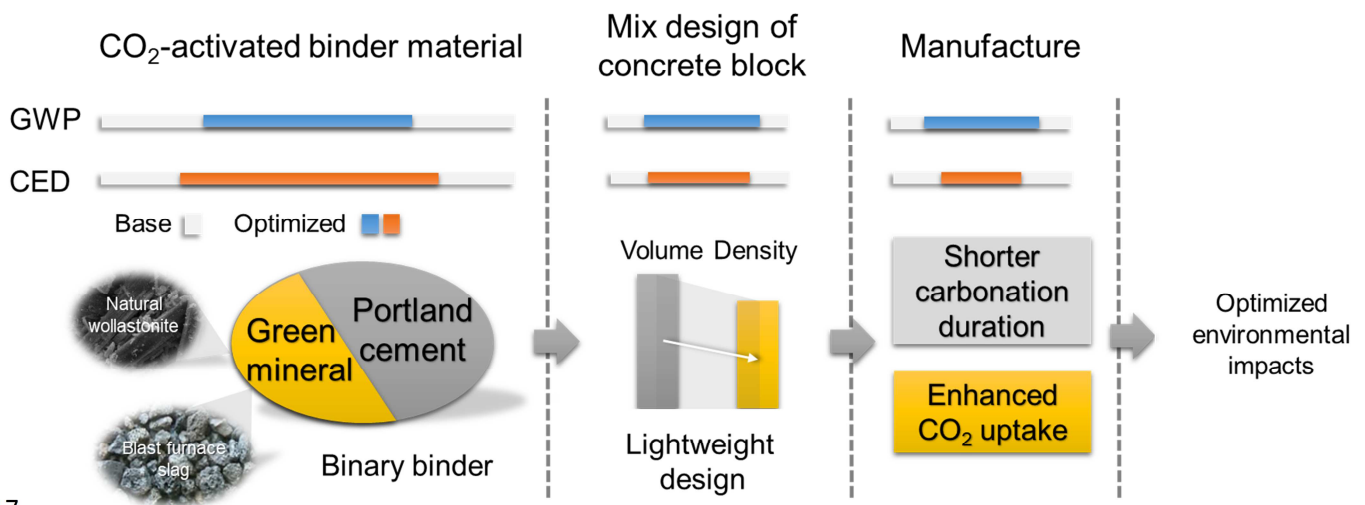 CO₂-activated binder material
Mix design of
concrete block
Manufacture
GWP
CED
Base
Optimized
Natural
wollastonite
Green
mineral
Portland
cement
Blast furnace
slag
Binary binder
Volume Density
Lightweight
design
Shorter
carbonation
duration
Enhanced
CO₂ uptake
Optimized
environmental
impacts